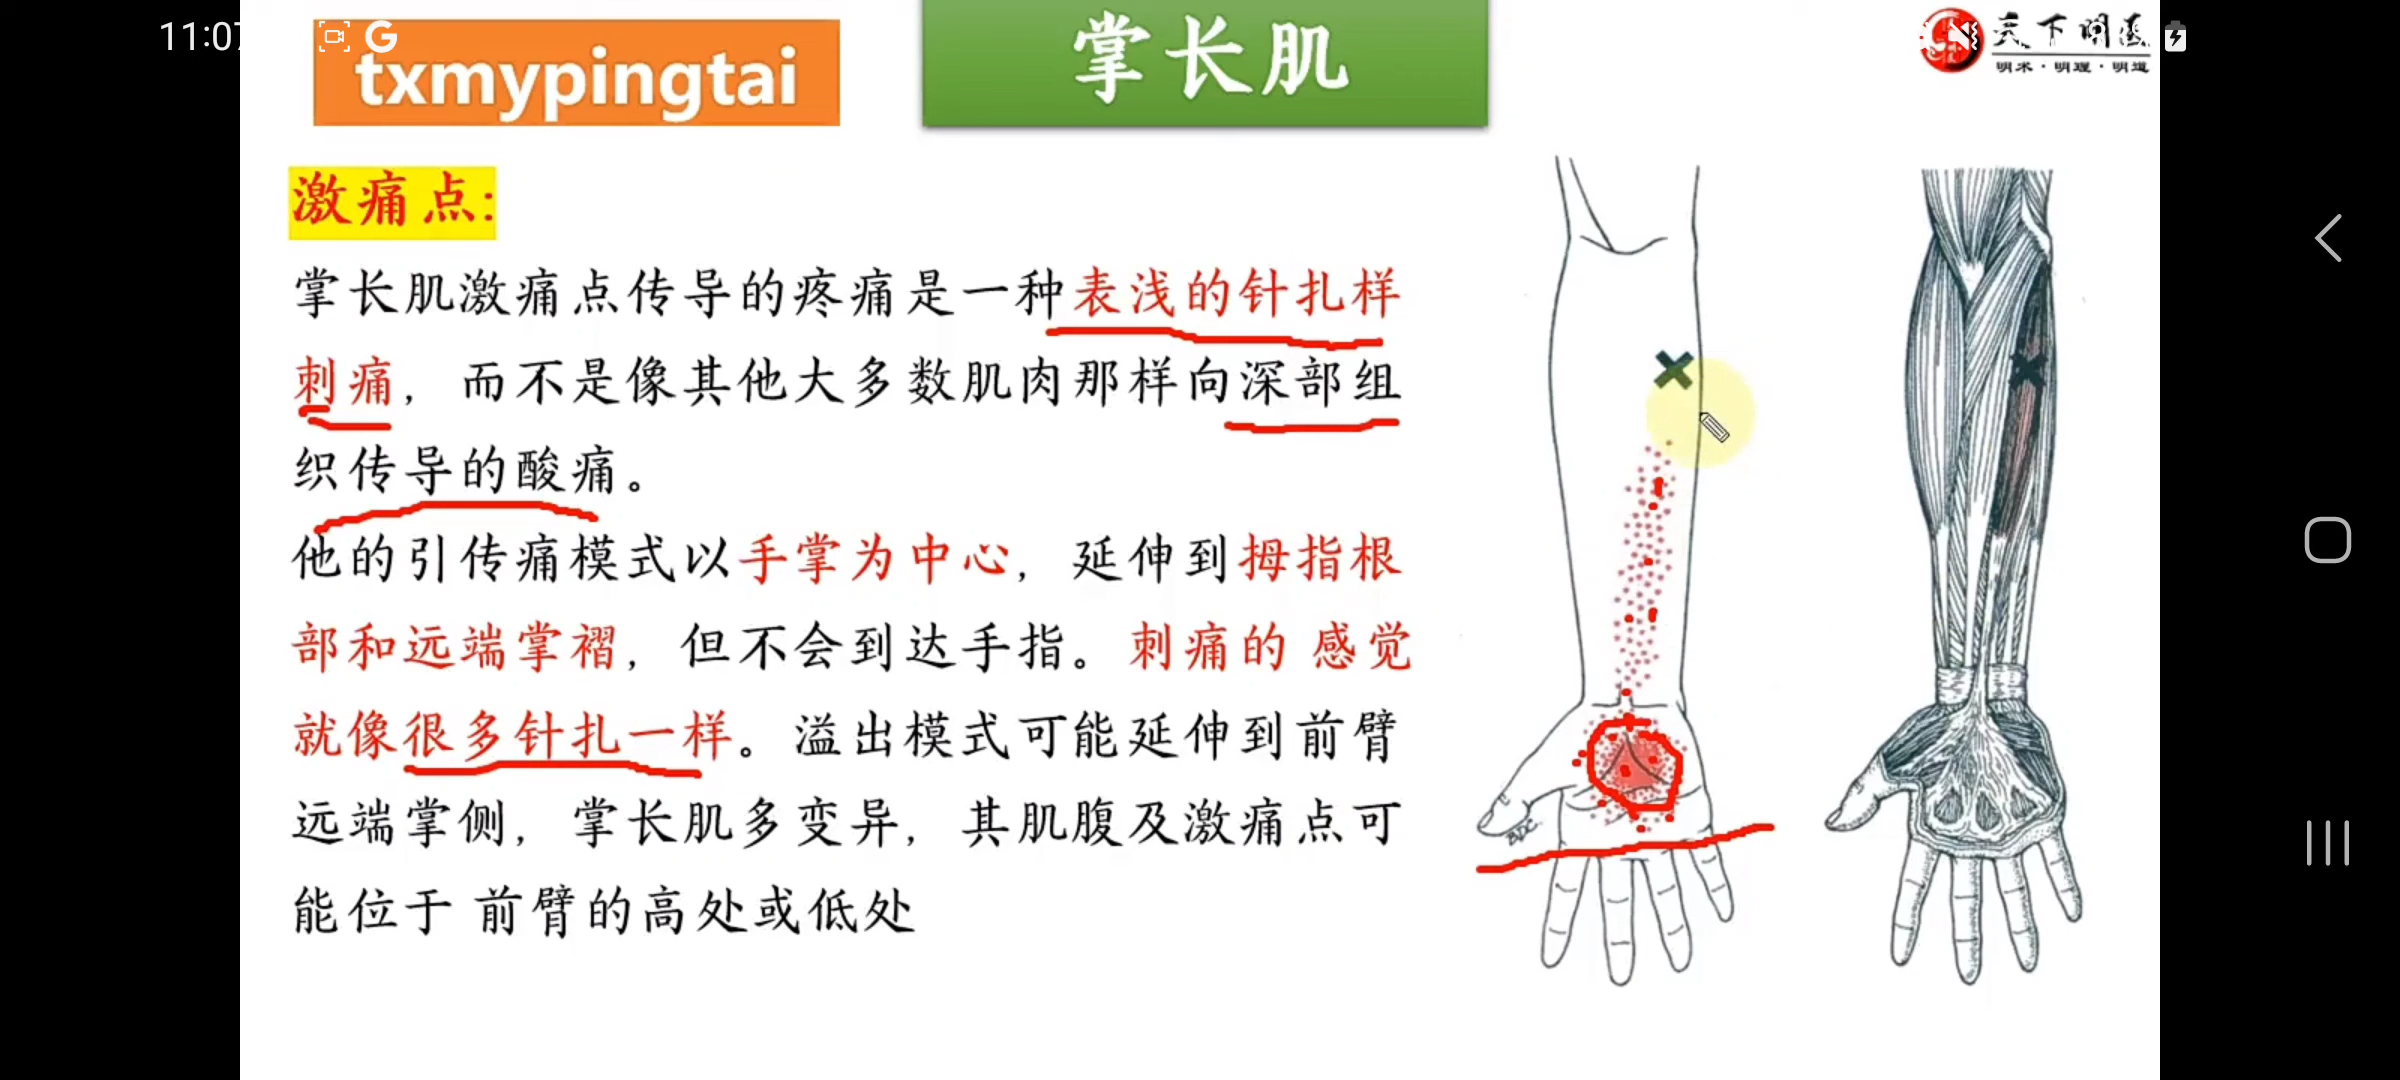 11:07
txmypingtai
掌长肌
天下明医
明术·明理·明道
激痛点:
掌长肌激痛点传导的疼痛是一种表浅的针扎样
刺痛，而不是像其他大多数肌肉那样向深部组
织传导的酸痛。
他的引传痛模式以手掌为中心，延伸到拇指根
部和远端掌褶，但不会到达手指。刺痛的 感觉
就像很多针扎一样。溢出模式可能延伸到前臂
远端掌侧，掌长肌多变异，其肌腹及激痛点可
能位于 前臂的高处或低处